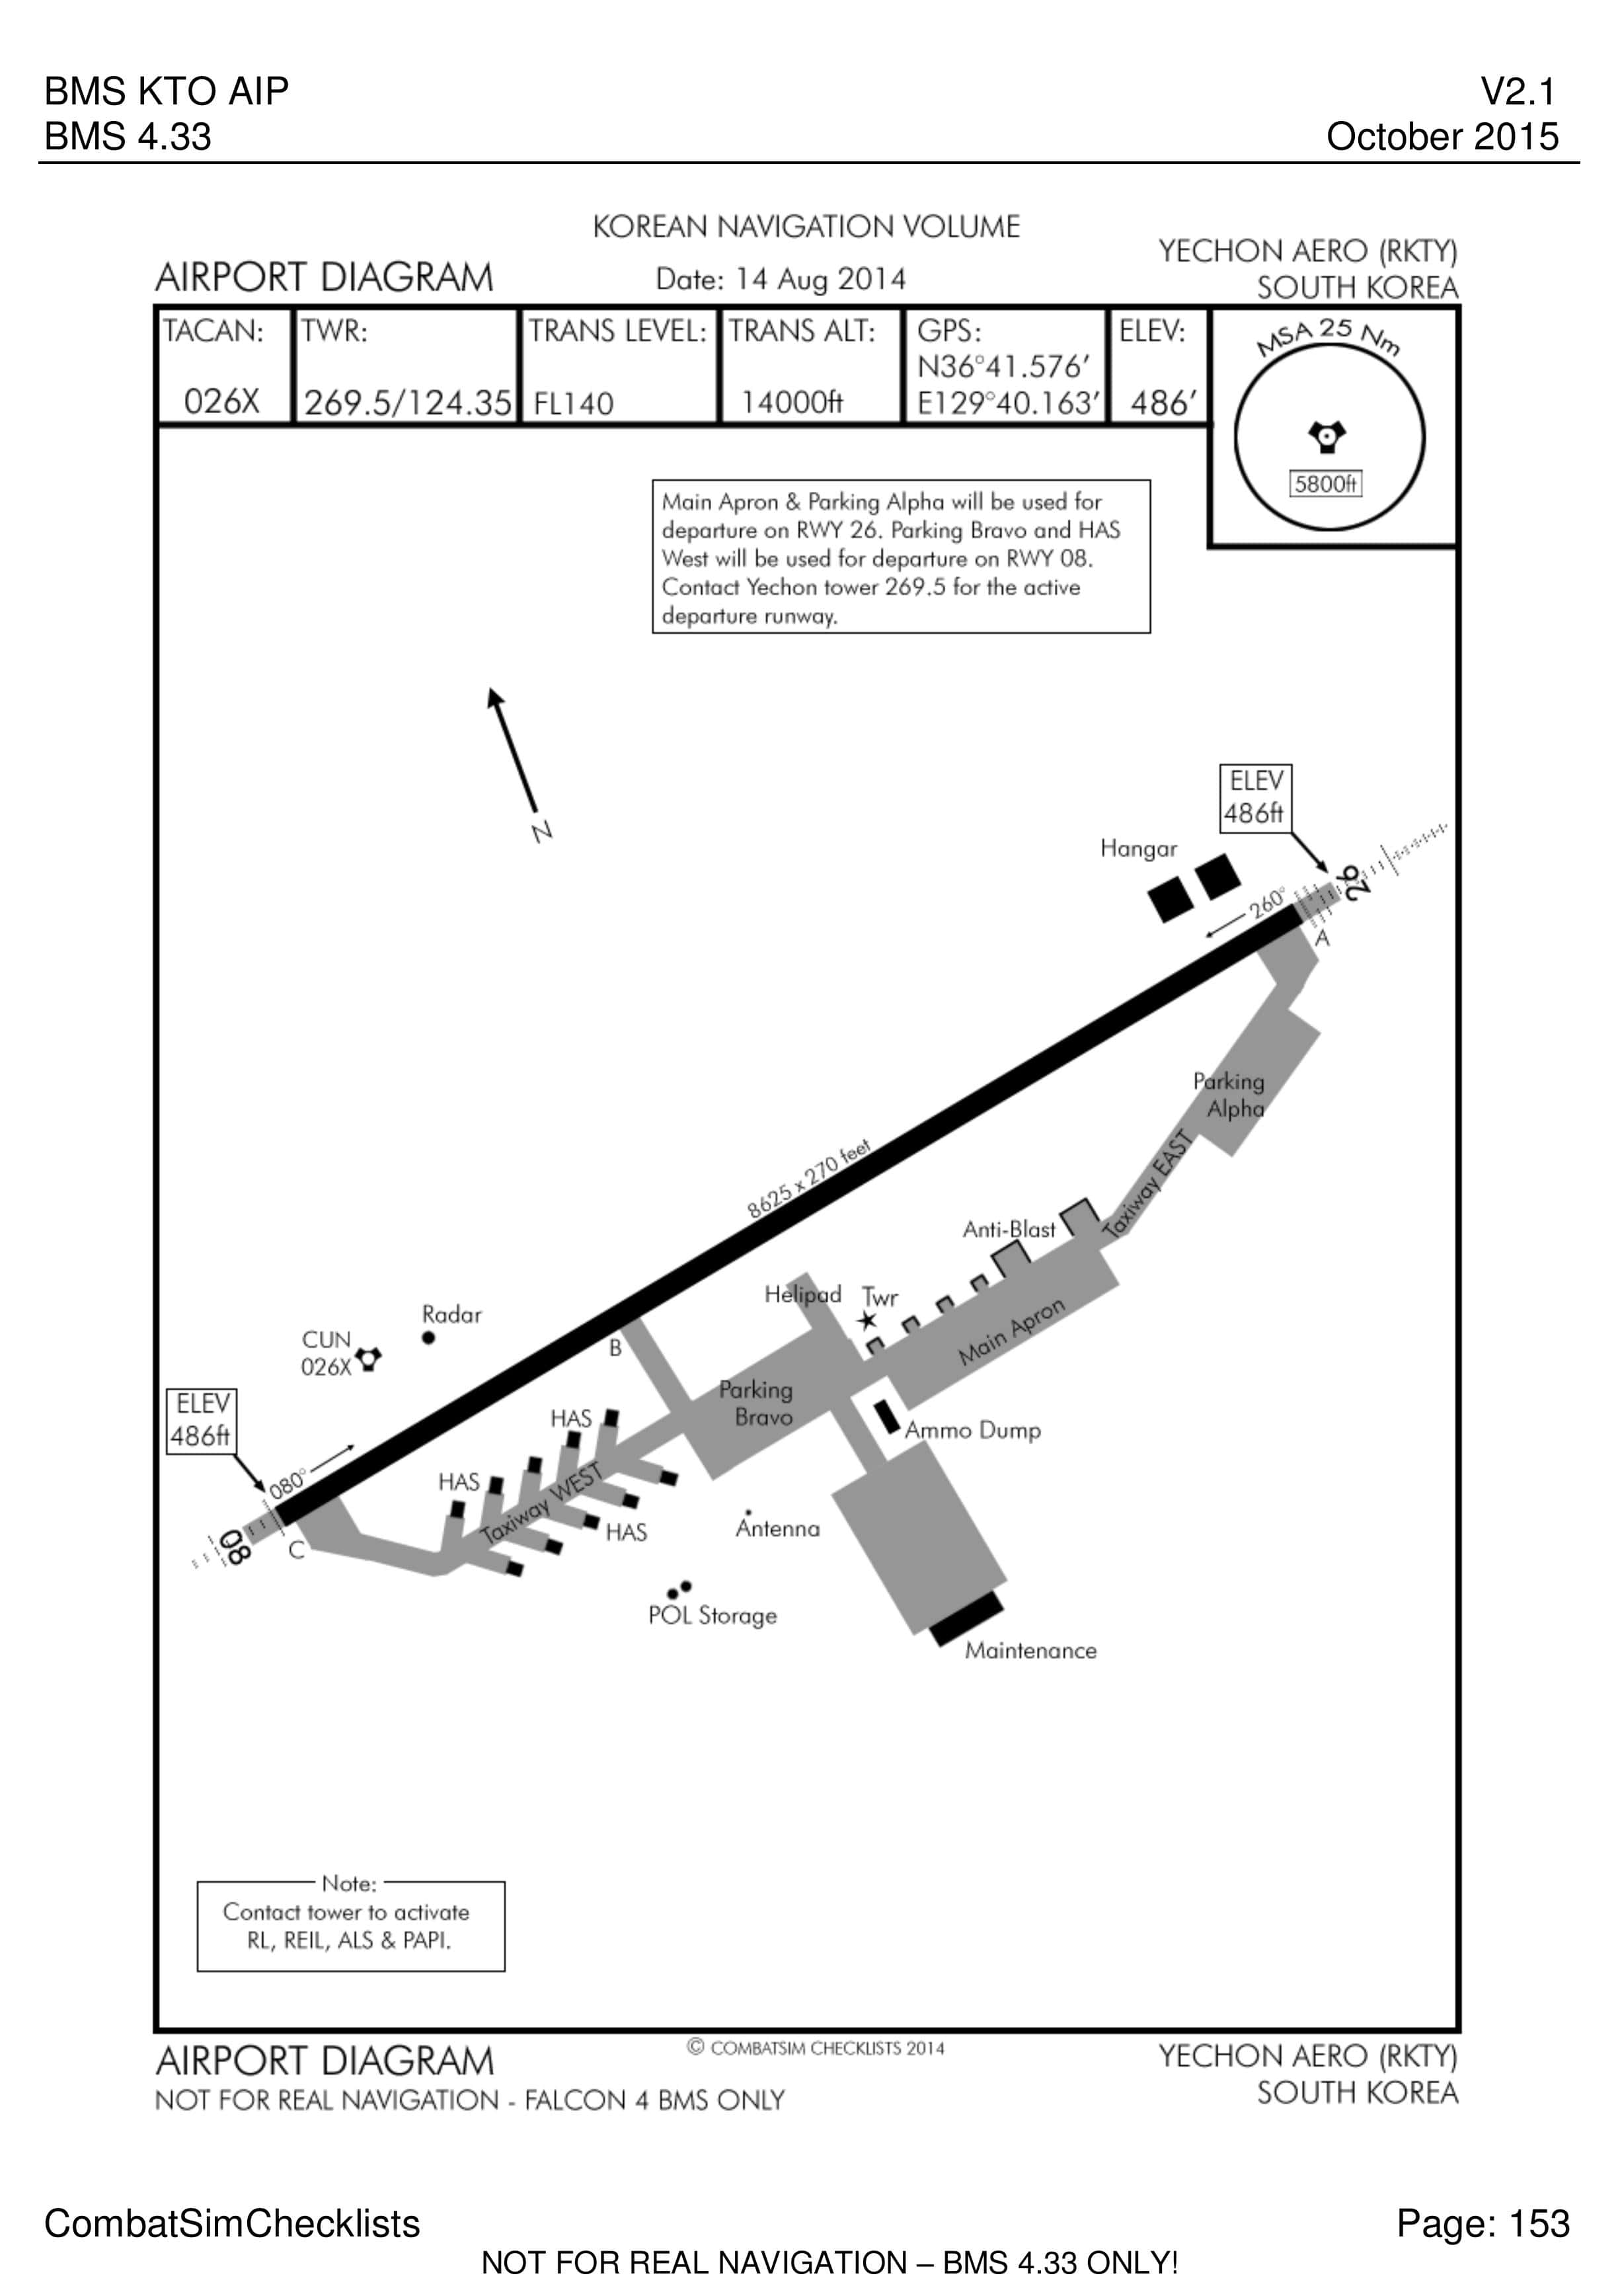 BMS KTO AIP
V2.1
BMS 4.33
October 2015
KOREAN NAVIGATION VOLUME
YECHON AERO (RKTY)
AIRPORT DIAGRAM
Date: 14 Aug 2014
SOUTH KOREA
TACAN:
026X
TWR:
269.5/124.35
TRANS LEVEL:
FL140
TRANS ALT:
14000ft
GPS:
N36°41.576'
E129°40.163'
ELEV:
486'
MSA 25 Nm
5800ft
Main Apron & Parking Alpha will be used for
departure on RWY 26. Parking Bravo and HAS
West will be used for departure on RWY 08.
Contact Yechon tower 269.5 for the active
departure runway.
N
ELEV
486ft
Hangar
26
260°
A
Parking
Alpha
Taxiway EAST
8625 x 270 feet
Anti-Blast
Helipad
Twr
Main Apron
Radar
CUN
026X
B
Parking
Bravo
ELEV
486ft
HAS
Ammo Dump
080°
HAS
Taxiway WEST
HAS
Antenna
08
C
POL Storage
Maintenance
Note:
Contact tower to activate
RL, REIL, ALS & PAPI.
AIRPORT DIAGRAM
© COMBATSIM CHECKLISTS 2014
YECHON AERO (RKTY)
NOT FOR REAL NAVIGATION - FALCON 4 BMS ONLY
SOUTH KOREA
CombatSimChecklists
Page: 153
NOT FOR REAL NAVIGATION – BMS 4.33 ONLY!